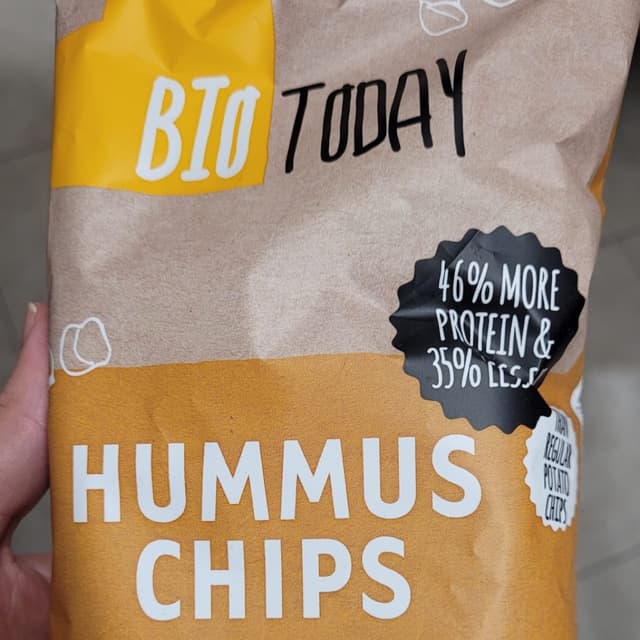 BIO TODAY
46% MORE
PROTEIN &
35% LESS
THAN
REGULAR
POTATO
CHIPS
HUMMUS
CHIPS